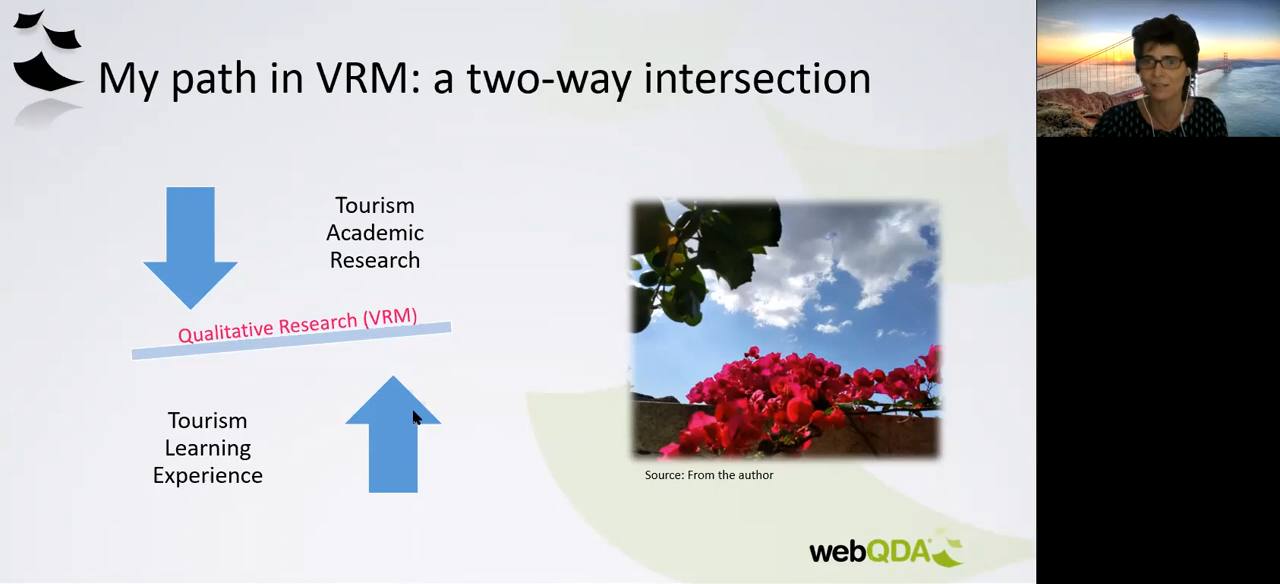 My path in VRM: a two-way intersection
Tourism
Academic
Research
Qualitative Research (VRM)
Tourism
Learning
Experience
Source: From the author
webQDA